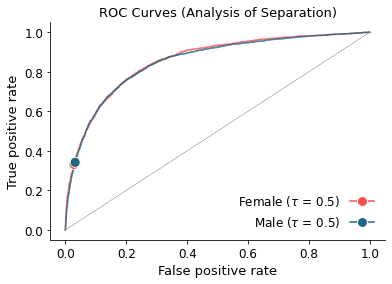 ROC Curves (Analysis of Separation)
True positive rate
1.0
0.8
0.6
0.4
0.2
0.0
Female (τ = 0.5)
Male (τ = 0.5)
0.0 0.2 0.4 0.6 0.8 1.0
False positive rate